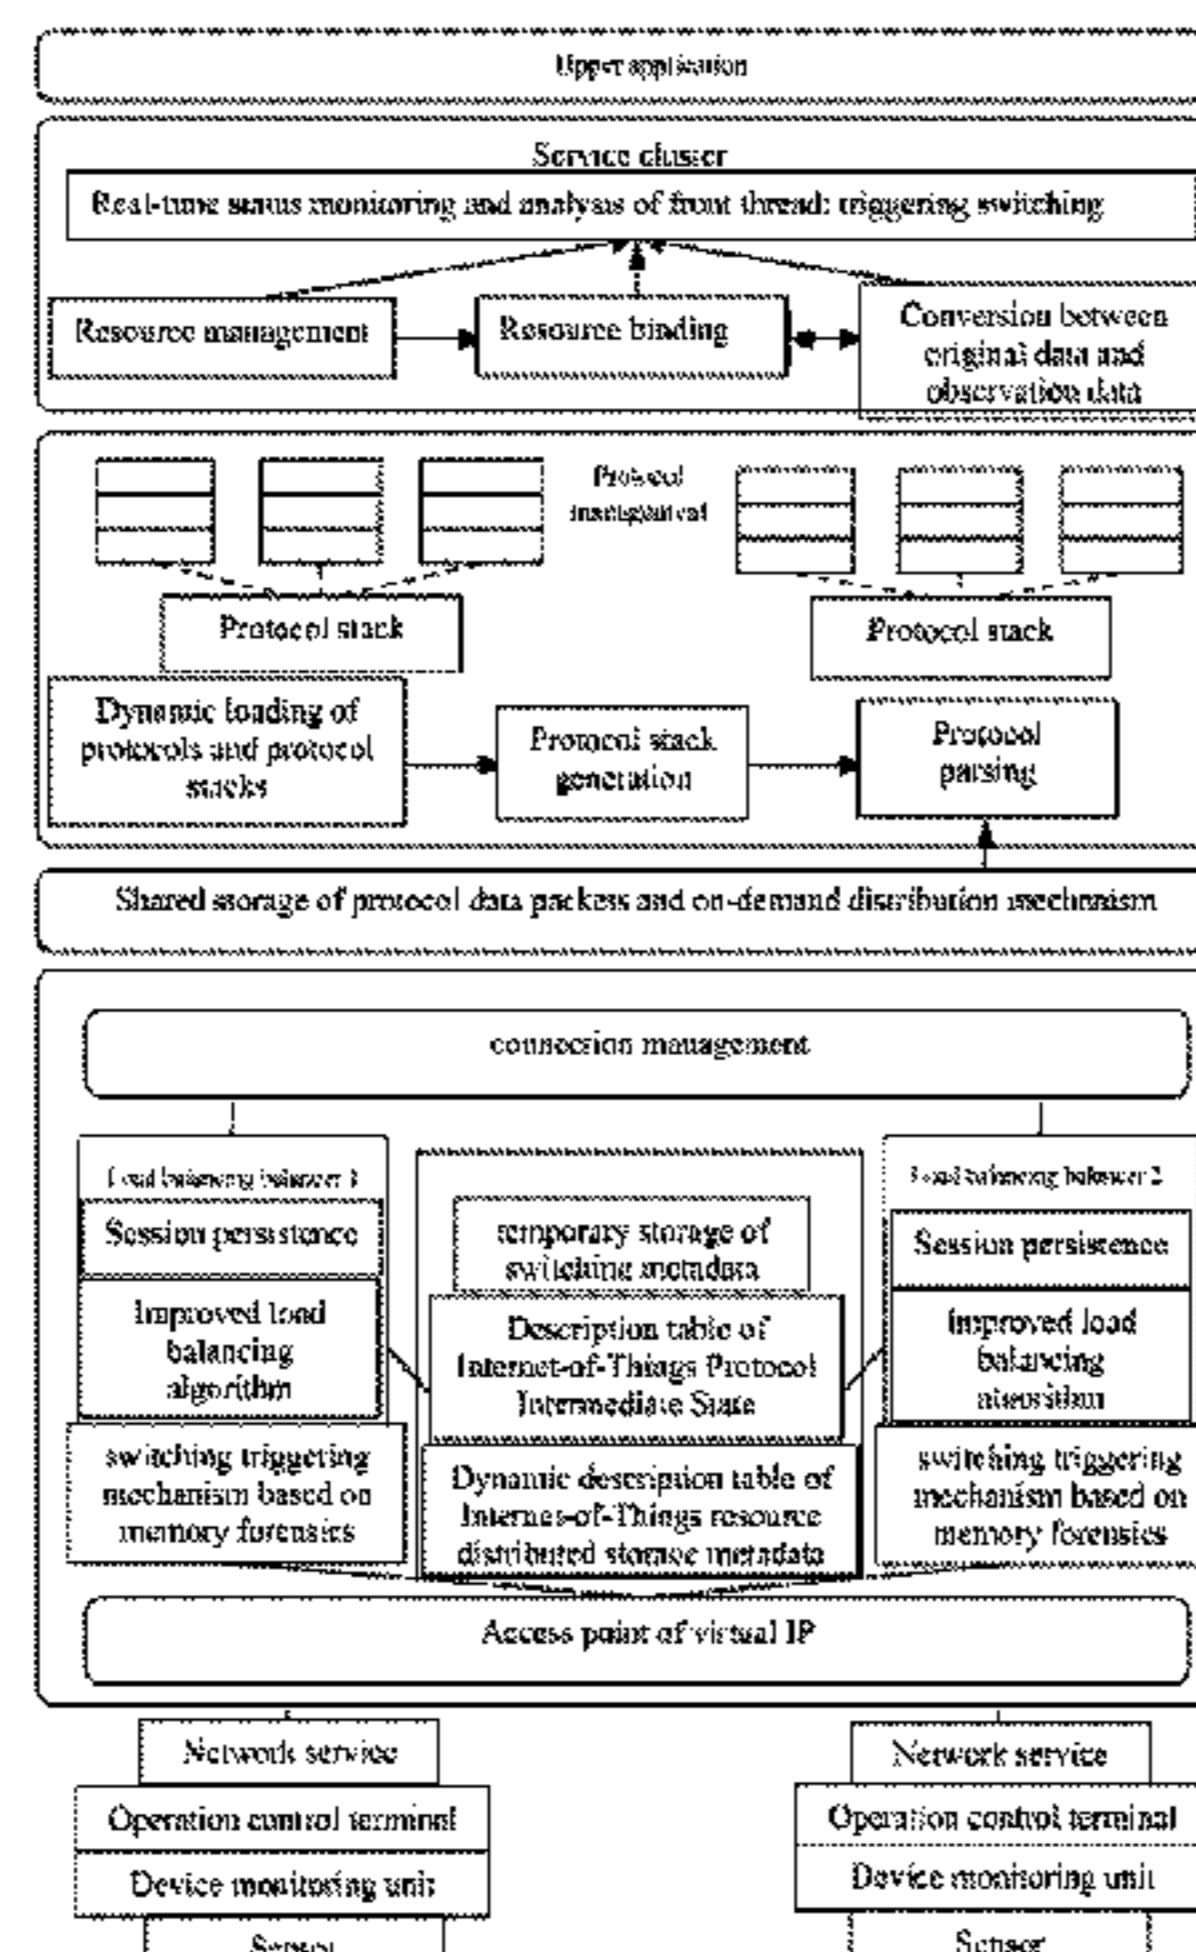 Upper application
Service cluster
Real-time status monitoring and analysis of front thread: triggering switching
Resource management
Resource binding
Conversion between
original data and
observation data
Protocol
management
Protocol stack
Protocol stack
Dynamic loading of
protocols and protocol
stacks
Protocol stack
generation
Protocol
parsing
Shared storage of protocol data packets and on-demand distribution mechanism
connection management
Load balancing balancer 1
Session persistence
Improved load
balancing
algorithm
switching triggering
mechanism based on
memory forensics
temporary storage of
switching metadata
Description table of
Internet-of-Things Protocol
Intermediate State
Dynamic description table of
Internet-of-Things resource
distributed storage metadata
Load balancing balancer 2
Session persistence
Improved load
balancing
algorithm
switching triggering
mechanism based on
memory forensics
Access point of virtual IP
Network service
Operation control terminal
Device monitoring unit
Sensor
Network service
Operation control terminal
Device monitoring unit
Sensor